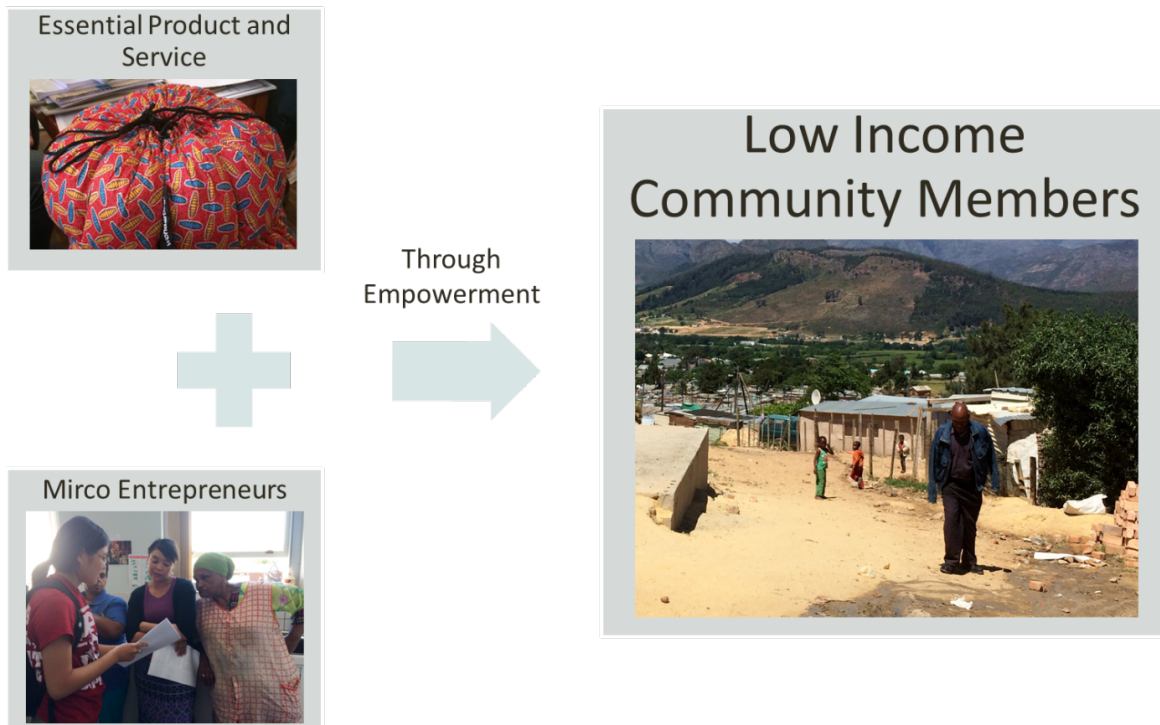 Essential Product and
Service
Through
Empowerment
Low Income
Community Members
Mirco Entrepreneurs